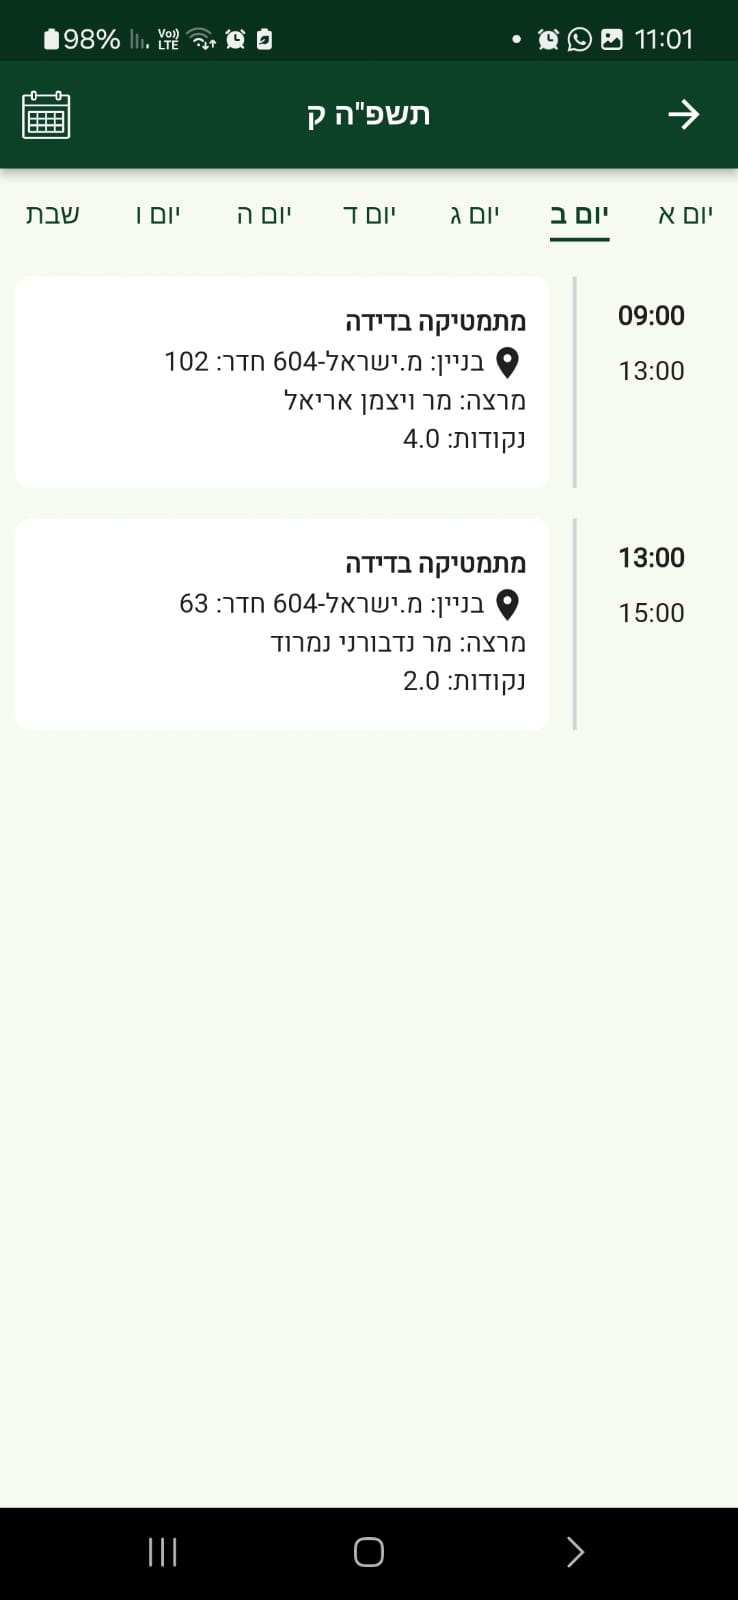 98% Vo)) LTE 11:01
תשפ"ה ק
יום א יום ב יום ג יום ד יום ה יום ו שבת
09:00
13:00
מתמטיקה בדידה
בניין: מ.ישראל-604 חדר: 102
מרצה: מר ויצמן אריאל
נקודות: 4.0
13:00
15:00
מתמטיקה בדידה
בניין: מ.ישראל-604 חדר: 63
מרצה: מר נדבורני נמרוד
נקודות: 2.0